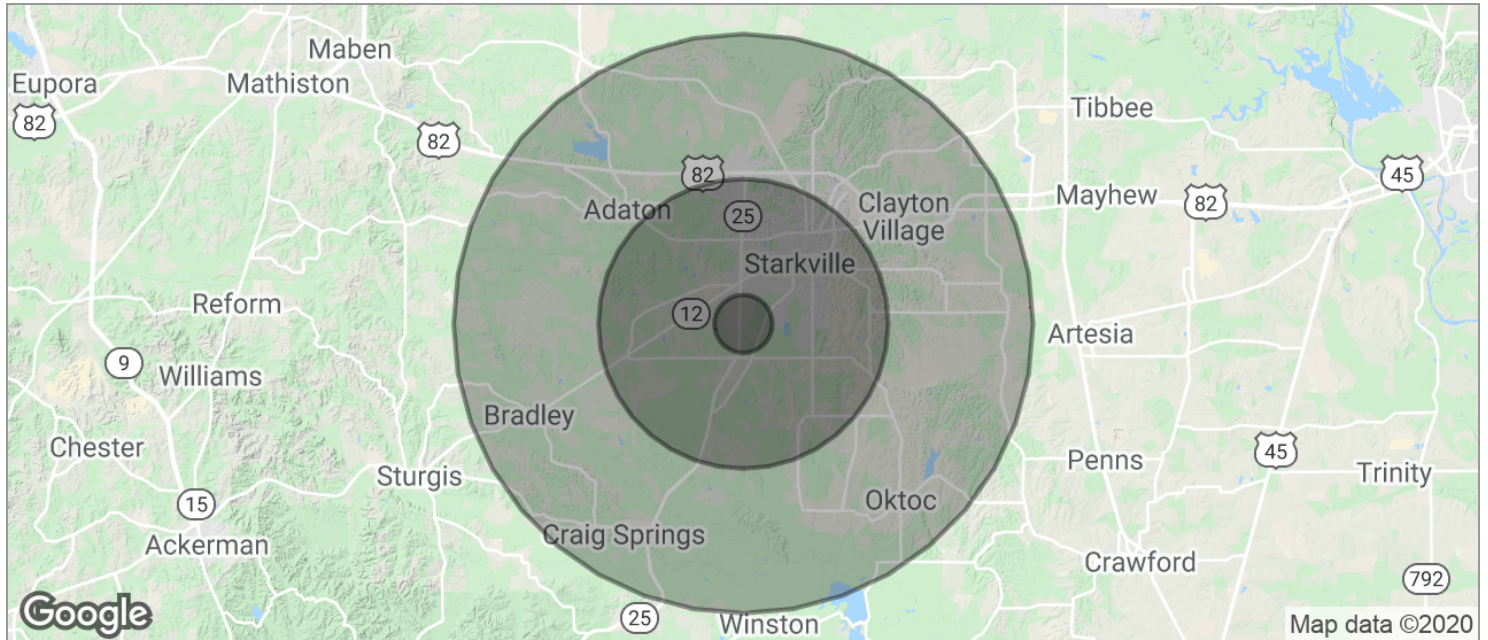 Maben
Eupora
Mathiston
82
82
Tibbee
82
45
Adaton
25
Clayton
Village
Mayhew
82
Starkville
Reform
12
9
Williams
Artesia
Bradley
Chester
Sturgis
Penns
45
Trinity
15
Oktoc
Ackerman
Craig Springs
Crawford
792
Google
25
Winston
Map data ©2020